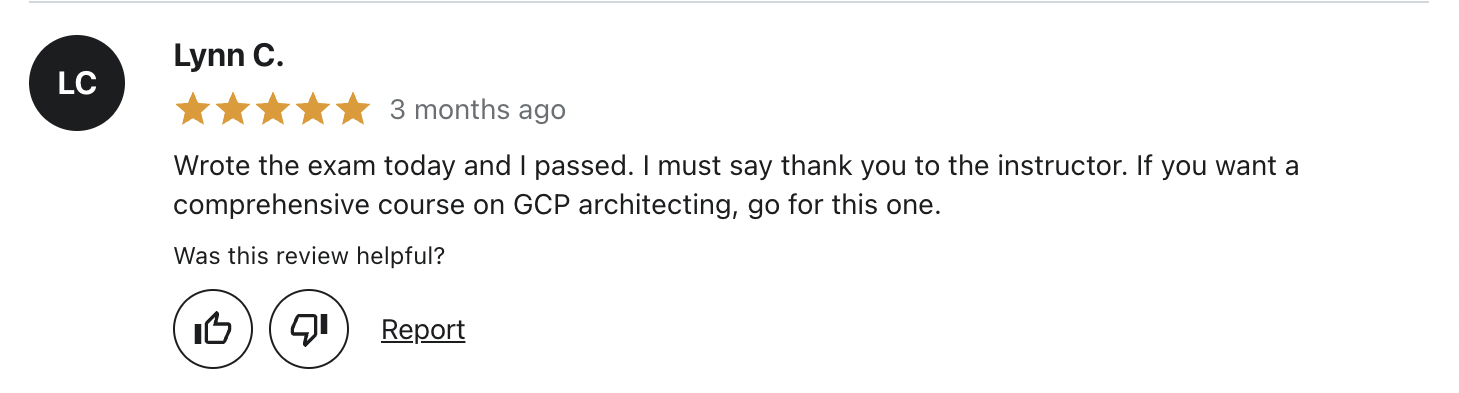 LC
Lynn C.
3 months ago
Wrote the exam today and I passed. I must say thank you to the instructor. If you want a
comprehensive course on GCP architecting, go for this one.
Was this review helpful?
Report